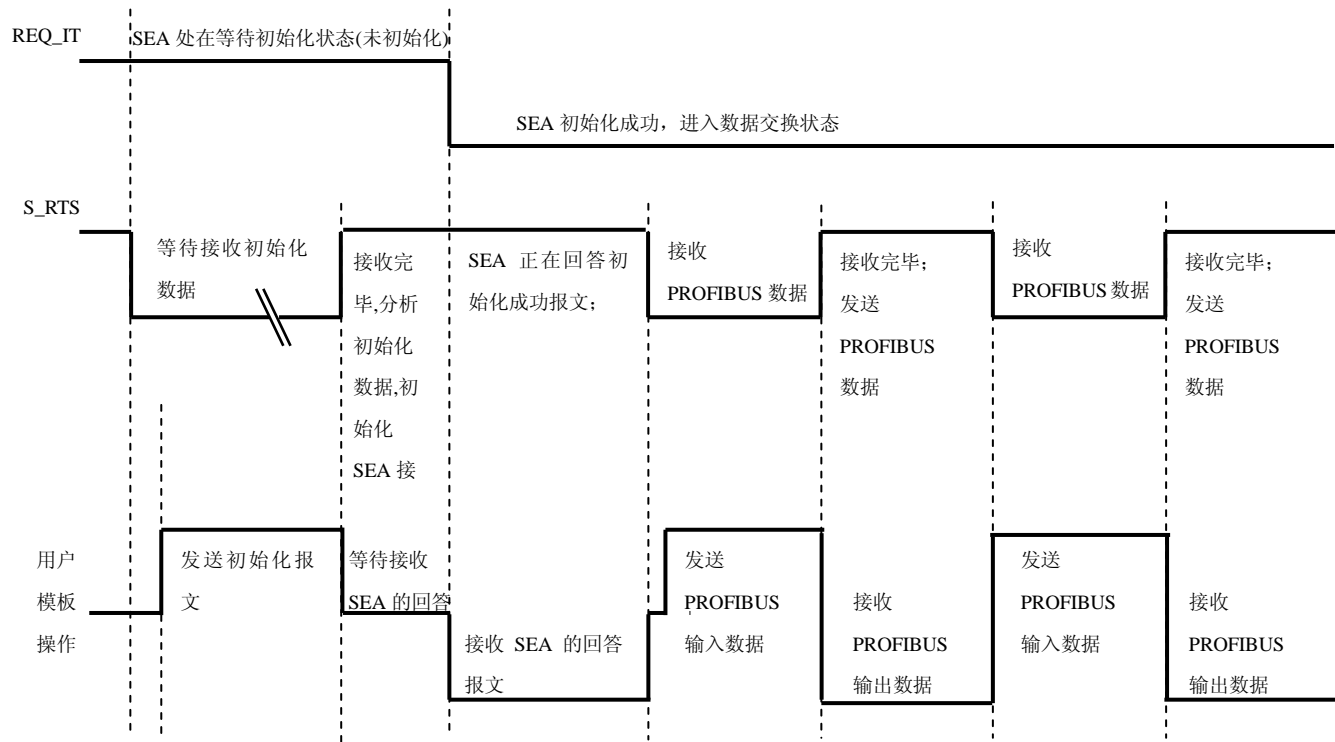 REQ_IT
SEA 处在等待初始化状态(未初始化)
SEA 初始化成功，进入数据交换状态
S_RTS
等待接收初始化
数据
接收完
毕,分析
初始化
数据,初
始化
SEA 接
SEA 正在回答初
始化成功报文；
接收
PROFIBUS 数据
接收完毕；
发送
PROFIBUS
数据
接收
PROFIBUS 数据
接收完毕；
发送
PROFIBUS
数据
用户
模板
操作
发送初始化报
文
等待接收
SEA 的回答
接收 SEA 的回答
报文
发送
PROFIBUS
输入数据
接收
PROFIBUS
输出数据
发送
PROFIBUS
输入数据
接收
PROFIBUS
输出数据